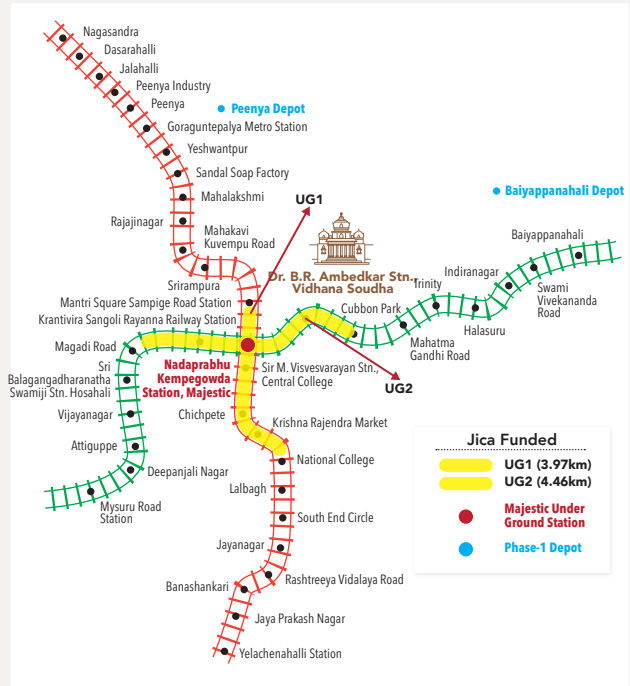 Nagasandra
Dasarahalli
Jalahalli
Peenya Industry
Peenya
Peenya Depot
Goraguntepalya Metro Station
Yeshwantpur
Sandal Soap Factory
Mahalakshmi
Rajajinagar
Mahakavi
Kuvempu Road
Srirampura
Mantri Square Sampige Road Station
Krantivira Sangoli Rayanna Railway Station
UG1
Dr. B.R. Ambedkar Stn.,
Vidhana Soudha
Cubbon Park
Trinity
Indiranagar
Baiyappanahali Depot
Baiyappanahali
Swami
Vivekananda
Road
Halasuru
Mahatma
Gandhi Road
UG2
Magadi Road
Sri
Balagangadharanatha
Swamiji Stn. Hosahali
Vijayanagar
Attiguppe
Deepanjali Nagar
Mysuru Road
Station
Nadaprabhu
Kempegowda
Station, Majestic
Sir M. Visvesvarayan Stn.,
Central College
Chichpete
Krishna Rajendra Market
National College
Lalbagh
South End Circle
Jayanagar
Rashtreeya Vidalaya Road
Banashankari
Jaya Prakash Nagar
Yelachenahalli Station
Jica Funded
UG1 (3.97km)
UG2 (4.46km)
Majestic Under
Ground Station
Phase-1 Depot